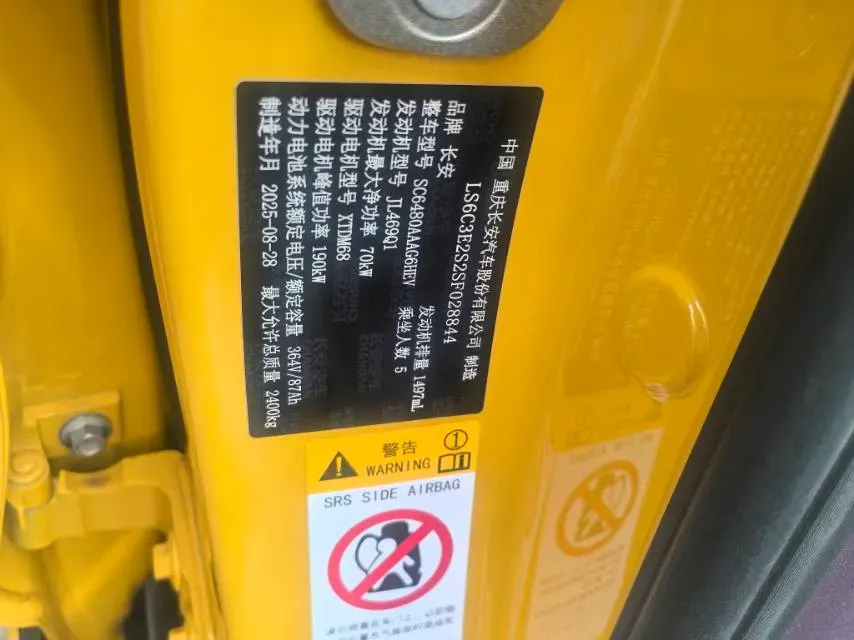 中国 重庆长安汽车股份有限公司 制造
LS6C3E2S2SF028844
品牌 长安
整车型号 SC6480AAAG6HEV 发动机排量 1497mL
发动机型号 JL469Q1 乘坐人数 5
发动机最大净功率 70kW
驱动电机型号 XTDM68
驱动电机峰值功率 190kW
动力电池系统额定电压/额定容量 364V/87Ah
制造年月 2025-08-28 最大允许总质量 2400kg
警告 ①
WARNING
SRS SIDE AIRBAG